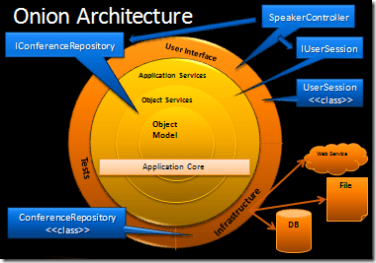 Onion Architecture
SpeakerController
IConferenceRepository
User Interface
IUserSession
Application Services
UserSession
<<class>>
Object Services
Object
Model
Tests
Application Core
Web Service
File
Infrastructure
ConferenceRepository
<<class>>
DB